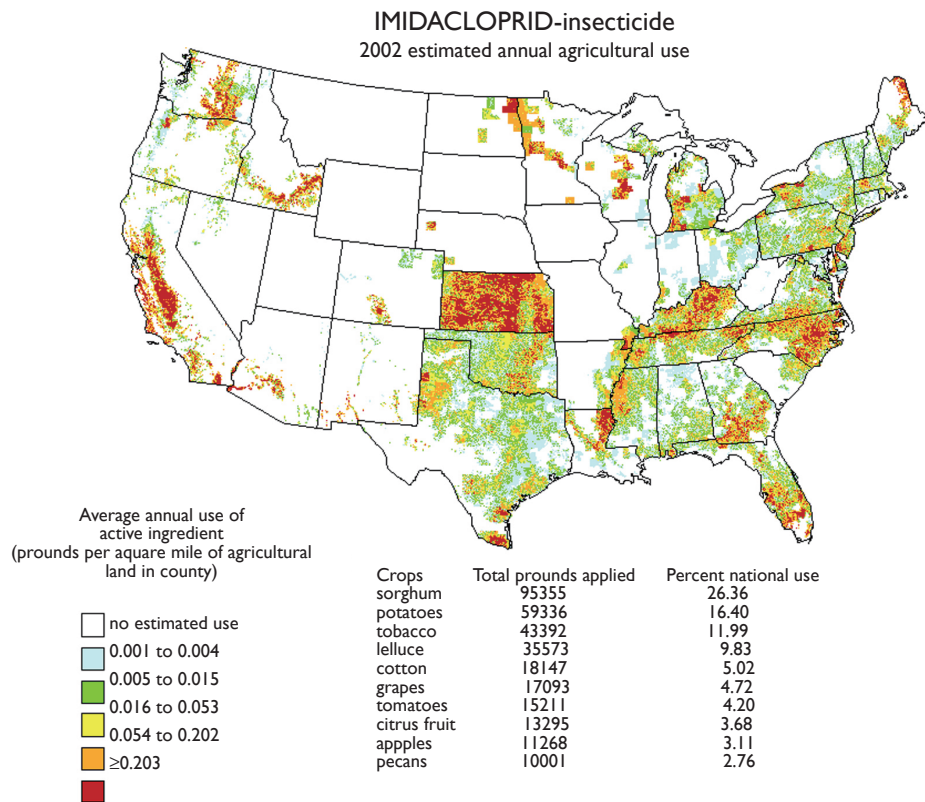 IMIDACLOPRID-insecticide
2002 estimated annual agricultural use
Average annual use of
active ingredient
(prounds per aquare mile of agricultural
land in county)
no estimated use
0.001 to 0.004
0.005 to 0.015
0.016 to 0.053
0.054 to 0.202
≥0.203
Crops Total prounds applied Percent national use
sorghum 95355 26.36
potatoes 59336 16.40
tobacco 43392 11.99
lelluce 35573 9.83
cotton 18147 5.02
grapes 17093 4.72
tomatoes 15211 4.20
citrus fruit 13295 3.68
appples 11268 3.11
pecans 10001 2.76